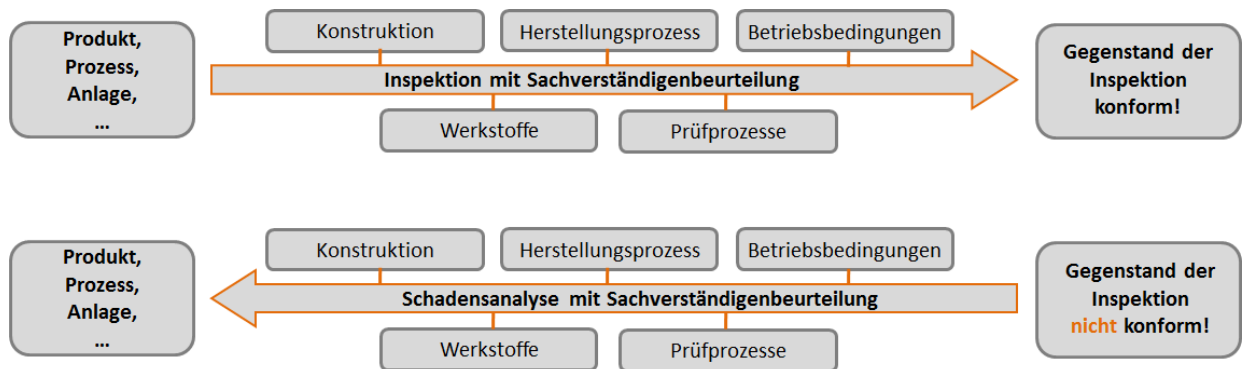 Produkt,
Prozess,
Anlage,
...
Konstruktion
Herstellungsprozess
Betriebsbedingungen
Inspektion mit Sachverständigenbeurteilung
Werkstoffe
Prüfprozesse
Gegenstand der
Inspektion
konform!
Produkt,
Prozess,
Anlage,
...
Konstruktion
Herstellungsprozess
Betriebsbedingungen
Schadensanalyse mit Sachverständigenbeurteilung
Werkstoffe
Prüfprozesse
Gegenstand der
Inspektion
nicht konform!